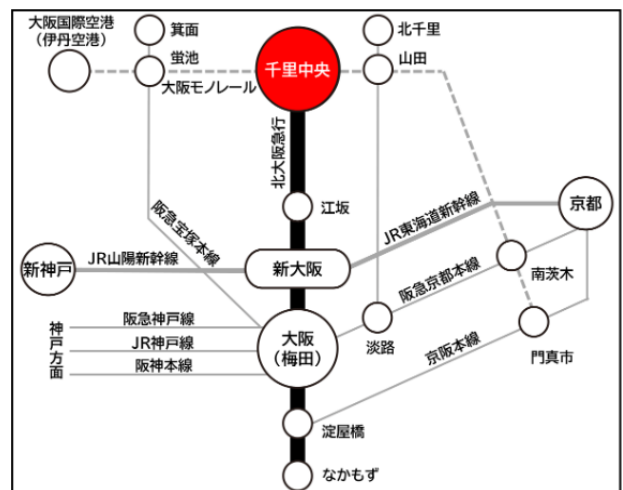 大阪国際空港
（伊丹空港）
箕面
北千里
蛍池
千里中央
山田
大阪モノレール
北大阪急行
江坂
京都
阪急宝塚本線
JR東海道新幹線
新神戸
JR山陽新幹線
新大阪
南茨木
阪急京都本線
神戸方面
阪急神戸線
JR神戸線
阪神本線
大阪
（梅田）
淡路
京阪本線
門真市
淀屋橋
なかもず